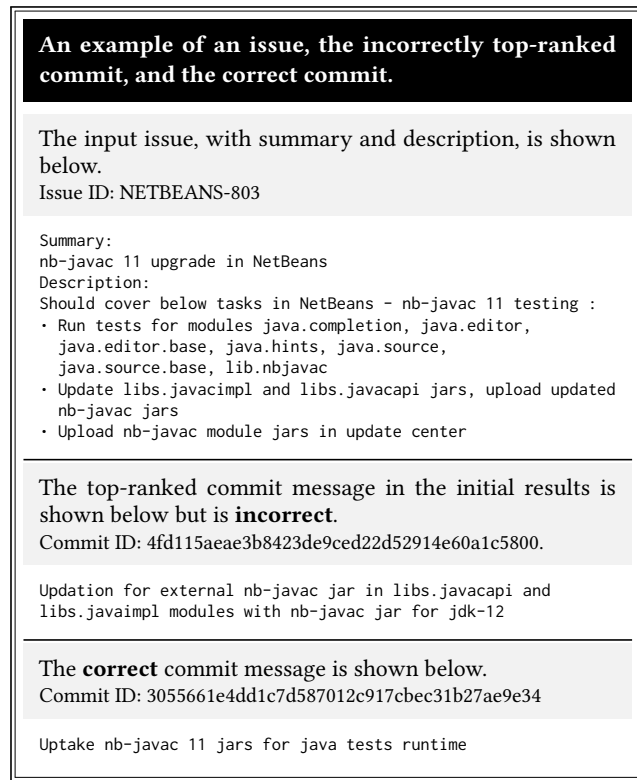 An example of an issue, the incorrectly top-ranked
commit, and the correct commit.
The input issue, with summary and description, is shown
below.
Issue ID: NETBEANS-803
Summary:
nb-javac 11 upgrade in NetBeans
Description:
Should cover below tasks in NetBeans - nb-javac 11 testing :
· Run tests for modules java.completion, java.editor,
java.editor.base, java.hints, java.source,
java.source.base, lib.nbjavac
· Update libs.javacimpl and libs.javacapi jars, upload updated
nb-javac jars
· Upload nb-javac module jars in update center
The top-ranked commit message in the initial results is
shown below but is incorrect.
Commit ID: 4fd115aeae3b8423de9ced22d52914e60a1c5800.
Updation for external nb-javac jar in libs.javacapi and
libs.javaimpl modules with nb-javac jar for jdk-12
The correct commit message is shown below.
Commit ID: 3055661e4dd1c7d587012c917cbec31b27ae9e34
Uptake nb-javac 11 jars for java tests runtime